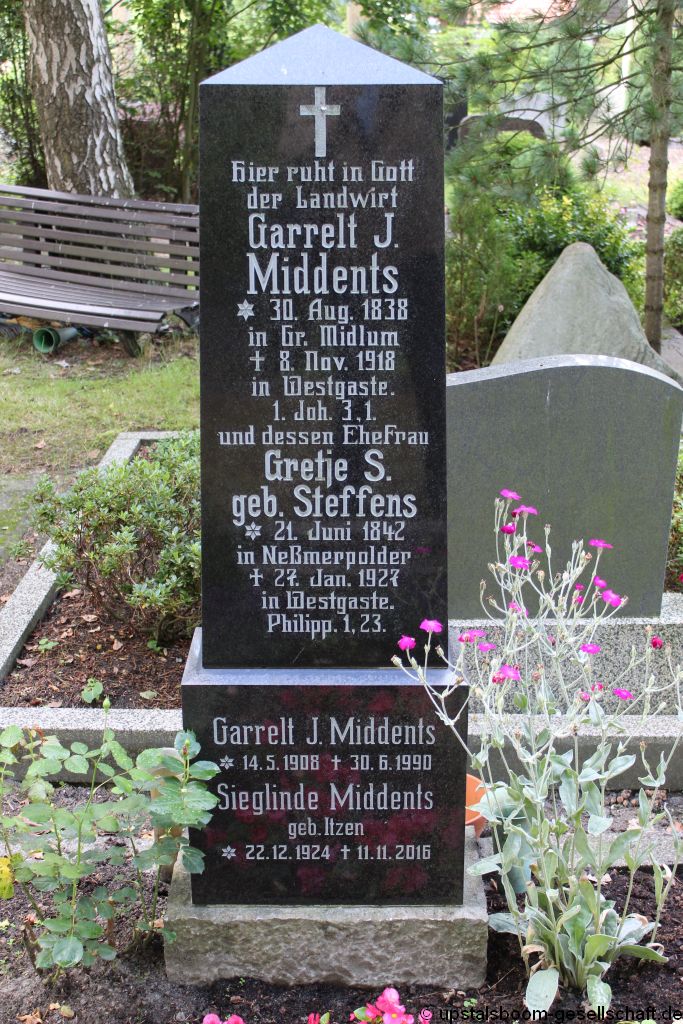 Hier ruht in Gott
der Landwirt
Garrelt J.
Middents
* 30. Aug. 1838
in Gr. Midlum
† 8. Nov. 1918
in Westgaste.
1. Joh. 3,1.
und dessen Ehefrau
Gretje S.
geb. Steffens
* 21. Juni 1842
in Neßmerpolder
† 27. Jan. 1927
in Westgaste.
Philipp. 1, 23.
Garrelt J. Middents
* 14.5.1908 † 30.6.1990
Sieglinde Middents
geb. Itzen
* 22.12.1924 † 11.11.2016
© upstalsboom-gesellschaft.de